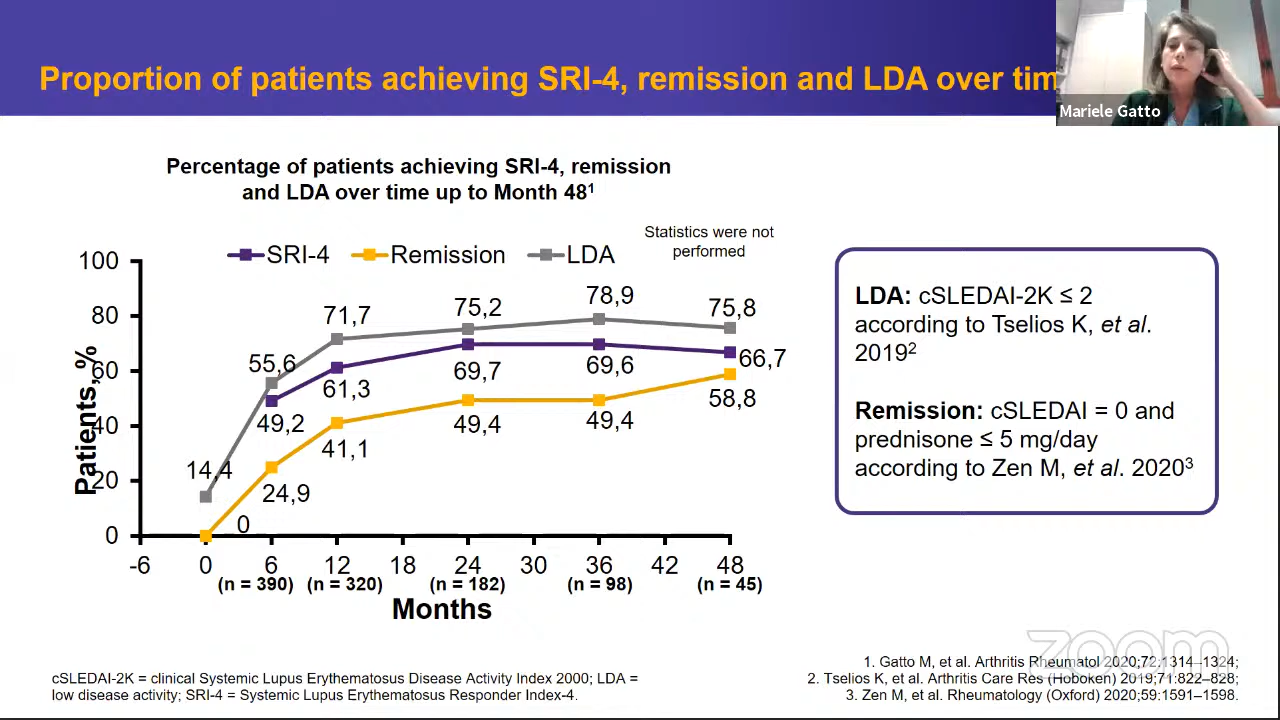 Proportion of patients achieving SRI-4, remission and LDA over tim
Mariele Gatto
Percentage of patients achieving SRI-4, remission
and LDA over time up to Month 48¹
Statistics were not
performed
SRI-4 Remission LDA
Patients, %
100
80
60
40
20
0
14,4
55,6
71,7
75,2
78,9
75,8
49,2
61,3
69,7
69,6
66,7
0
24,9
41,1
49,4
49,4
58,8
-6 0 6 12 18 24 30 36 42 48
(n = 390) (n = 320) (n = 182) (n = 98) (n = 45)
Months
LDA: cSLEDAI-2K ≤ 2
according to Tselios K, et al.
2019²
Remission: cSLEDAI = 0 and
prednisone ≤ 5 mg/day
according to Zen M, et al. 2020³
cSLEDAI-2K = clinical Systemic Lupus Erythematosus Disease Activity Index 2000; LDA =
low disease activity; SRI-4 = Systemic Lupus Erythematosus Responder Index-4.
1. Gatto M, et al. Arthritis Rheumatol 2020;72:1314–1324;
2. Tselios K, et al. Arthritis Care Res (Hoboken) 2019;71:822–828;
3. Zen M, et al. Rheumatology (Oxford) 2020;59:1591–1598.
zoom